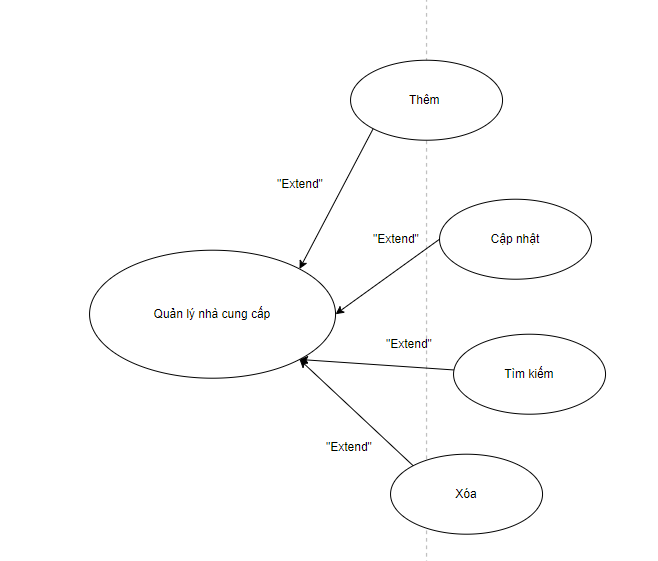 Thêm
"Extend"
"Extend"
Cập nhật
Quản lý nhà cung cấp
"Extend"
Tìm kiếm
"Extend"
Xóa